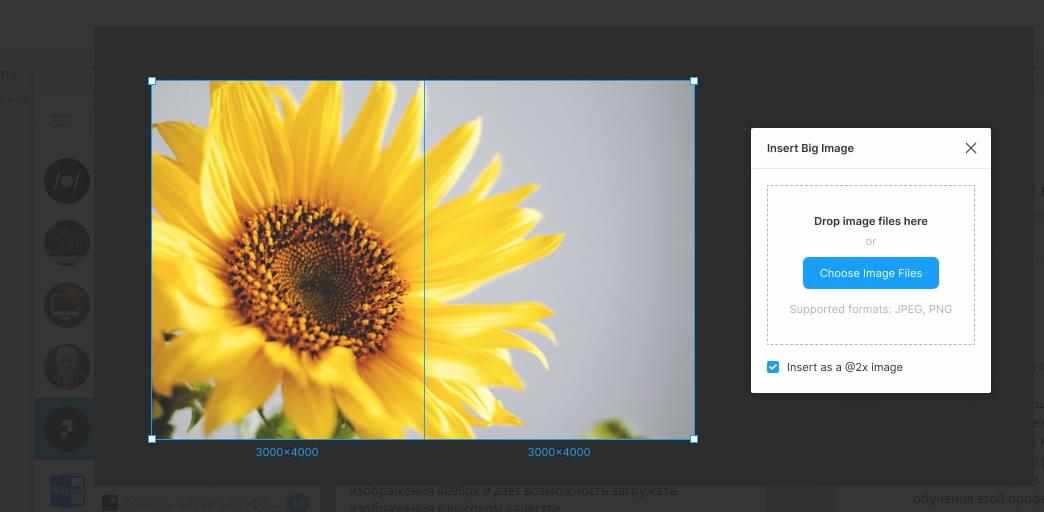 Insert Big Image
Drop image files here
or
Choose Image Files
Supported formats: JPEG, PNG
Insert as a @2x image
3000×4000
3000×4000
SQL
изображения 4096px и дает возможность загружать
изображения в высоком качестве
обучения этой